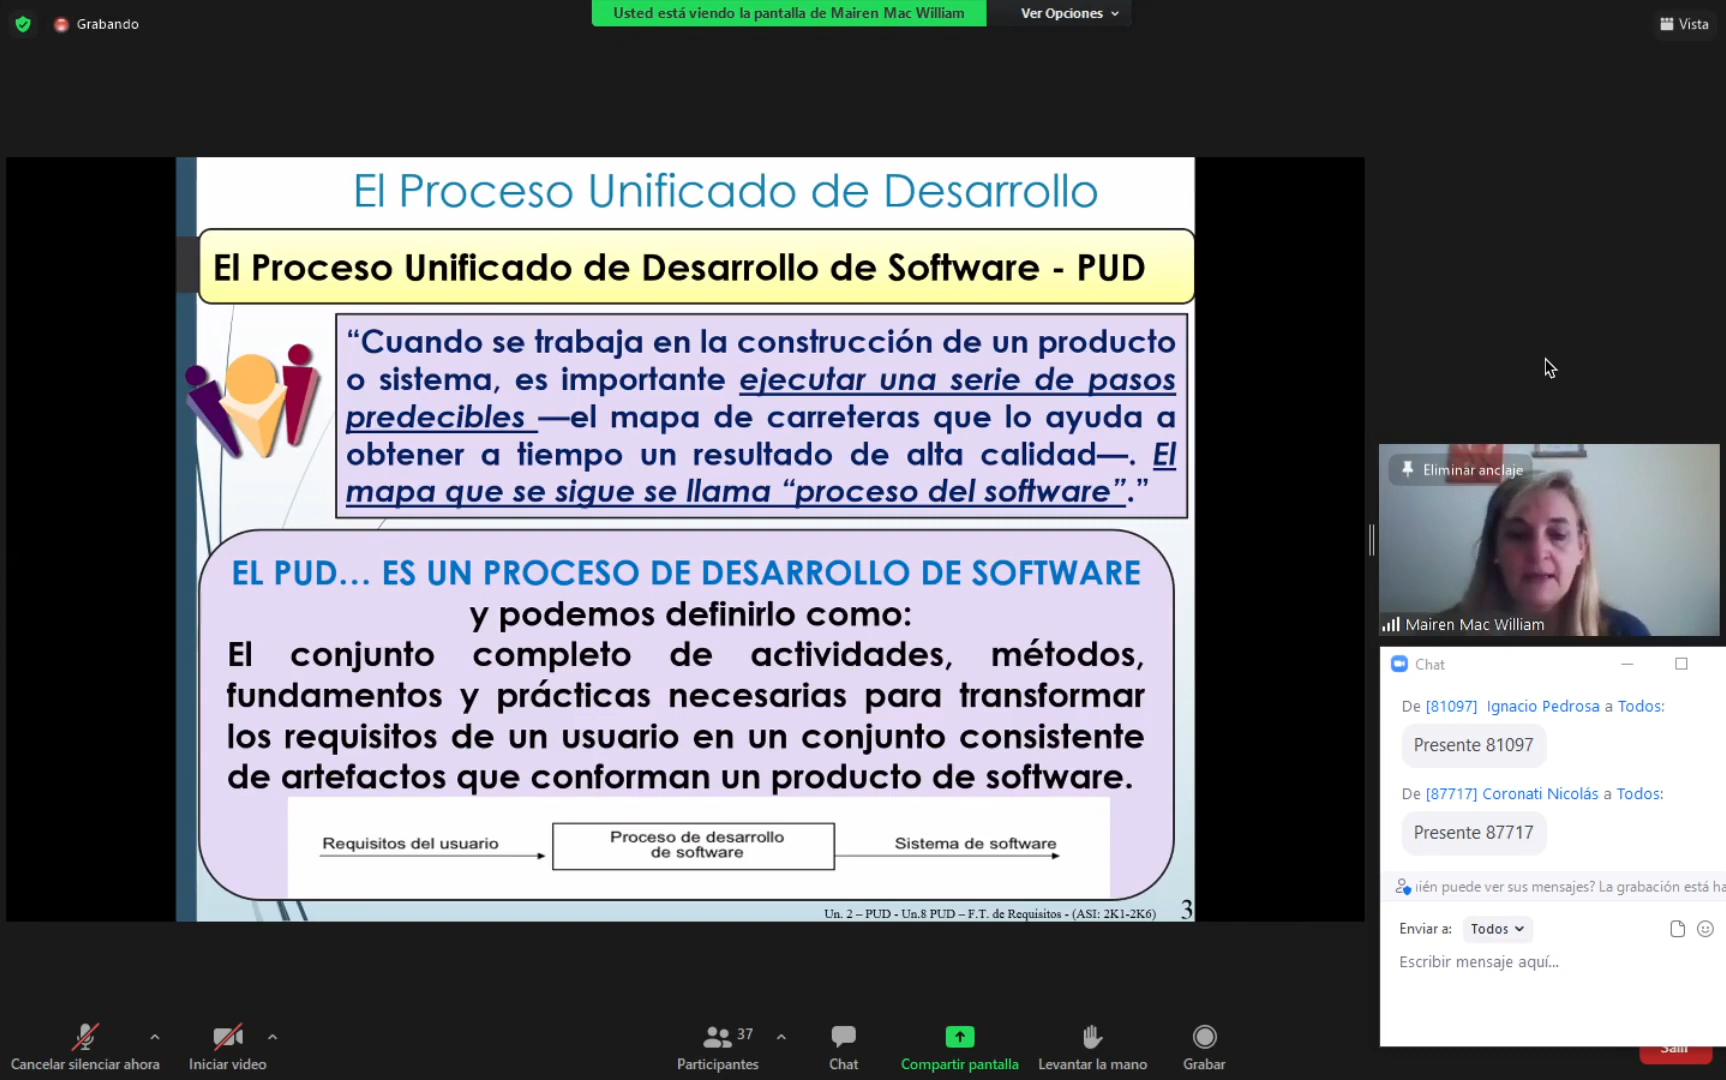 Grabando
Usted está viendo la pantalla de Mairen Mac William
Ver Opciones
Vista
El Proceso Unificado de Desarrollo
El Proceso Unificado de Desarrollo de Software - PUD
“Cuando se trabaja en la construcción de un producto
o sistema, es importante ejecutar una serie de pasos
predecibles —el mapa de carreteras que lo ayuda a
obtener a tiempo un resultado de alta calidad—. El
mapa que se sigue se llama “proceso del software”.”
EL PUD... ES UN PROCESO DE DESARROLLO DE SOFTWARE
y podemos definirlo como:
El conjunto completo de actividades, métodos,
fundamentos y prácticas necesarias para transformar
los requisitos de un usuario en un conjunto consistente
de artefactos que conforman un producto de software.
Requisitos del usuario
Proceso de desarrollo
de software
Sistema de software
Un. 2 – PUD - Un.8 PUD – F.T. de Requisitos - (ASI: 2K1-2K6)
3
Eliminar anclaje
Mairen Mac William
Chat
De [81097] Ignacio Pedrosa a Todos:
Presente 81097
De [87717] Coronati Nicolás a Todos:
Presente 87717
ién puede ver sus mensajes? La grabación está ha
Enviar a: Todos
Escribir mensaje aquí...
Cancelar silenciar ahora
Iniciar video
37
Participantes
Chat
Compartir pantalla
Levantar la mano
Grabar